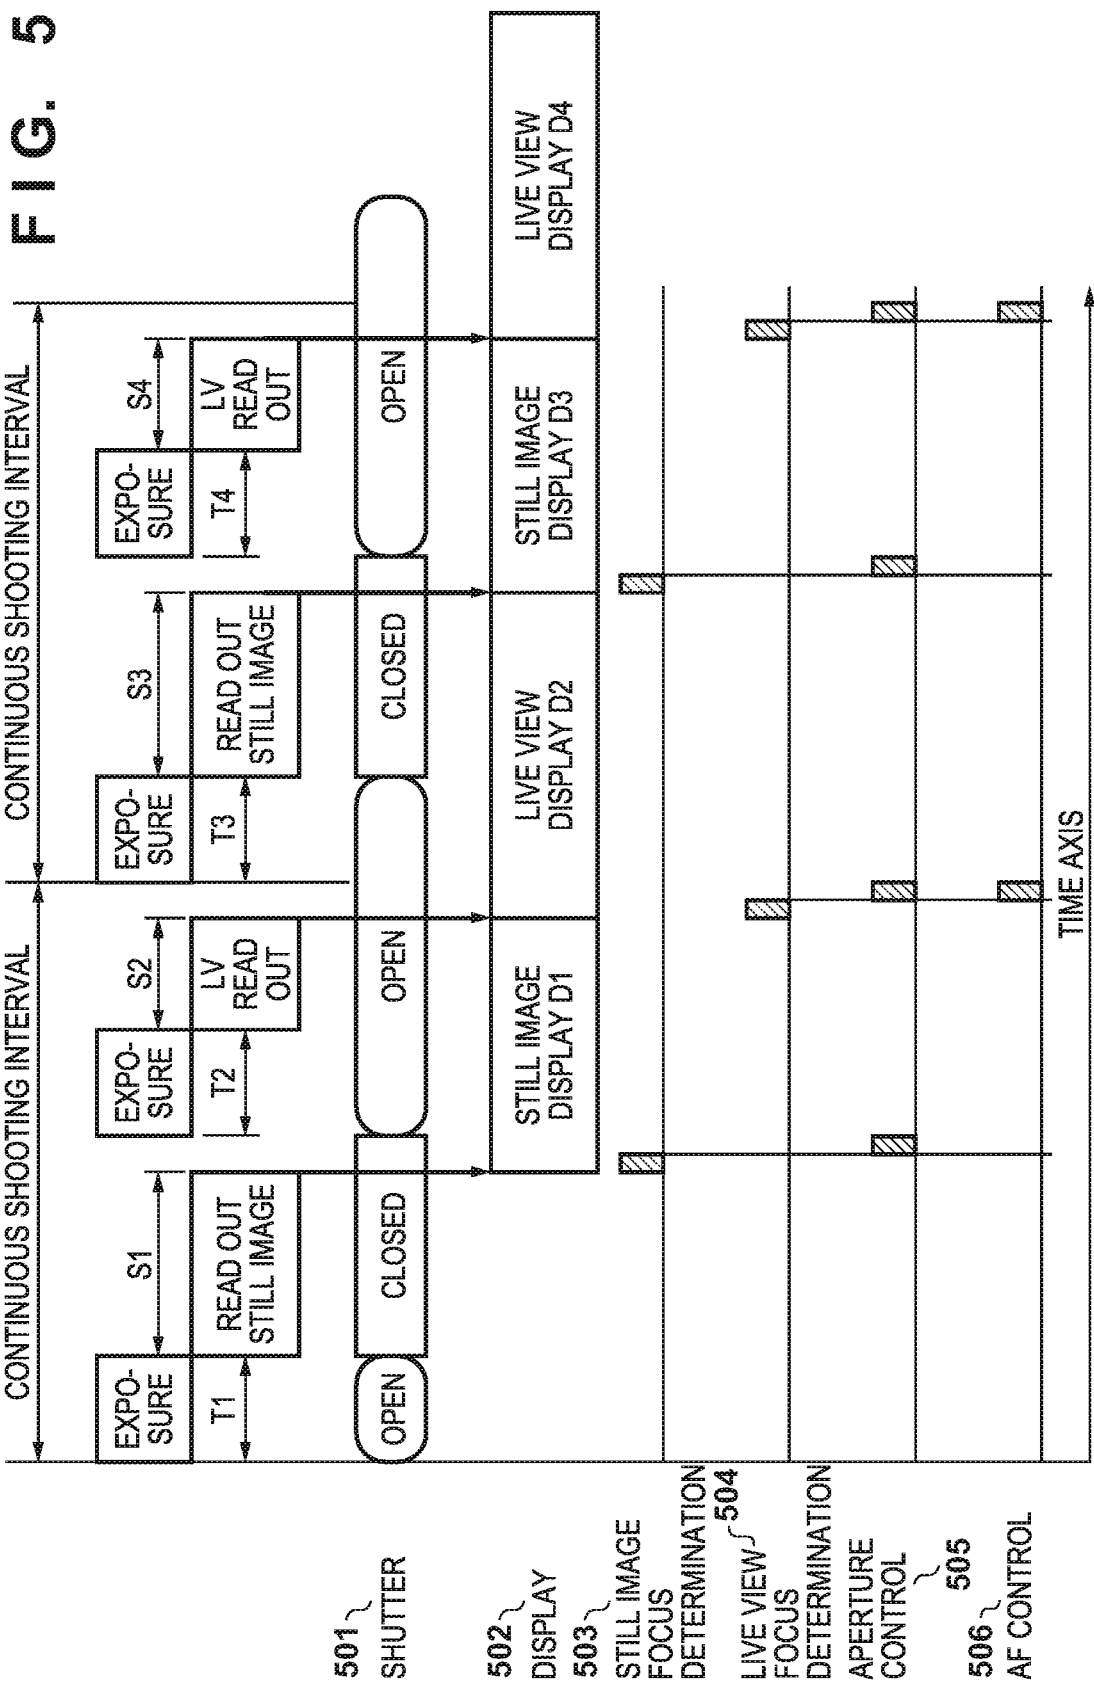 FIG. 5
CONTINUOUS SHOOTING INTERVAL
CONTINUOUS SHOOTING INTERVAL
S1
S2
S3
S4
EXPO-
SURE
EXPO-
SURE
EXPO-
SURE
EXPO-
SURE
T1
READ OUT
STILL IMAGE
T2
LV
READ
OUT
T3
READ OUT
STILL IMAGE
T4
LV
READ
OUT
501
SHUTTER
OPEN
CLOSED
OPEN
CLOSED
OPEN
502
DISPLAY
STILL IMAGE
DISPLAY D1
LIVE VIEW
DISPLAY D2
STILL IMAGE
DISPLAY D3
LIVE VIEW
DISPLAY D4
503
STILL IMAGE
FOCUS
DETERMINATION
504
LIVE VIEW
FOCUS
DETERMINATION
APERTURE
CONTROL
505
506
AF CONTROL
TIME AXIS